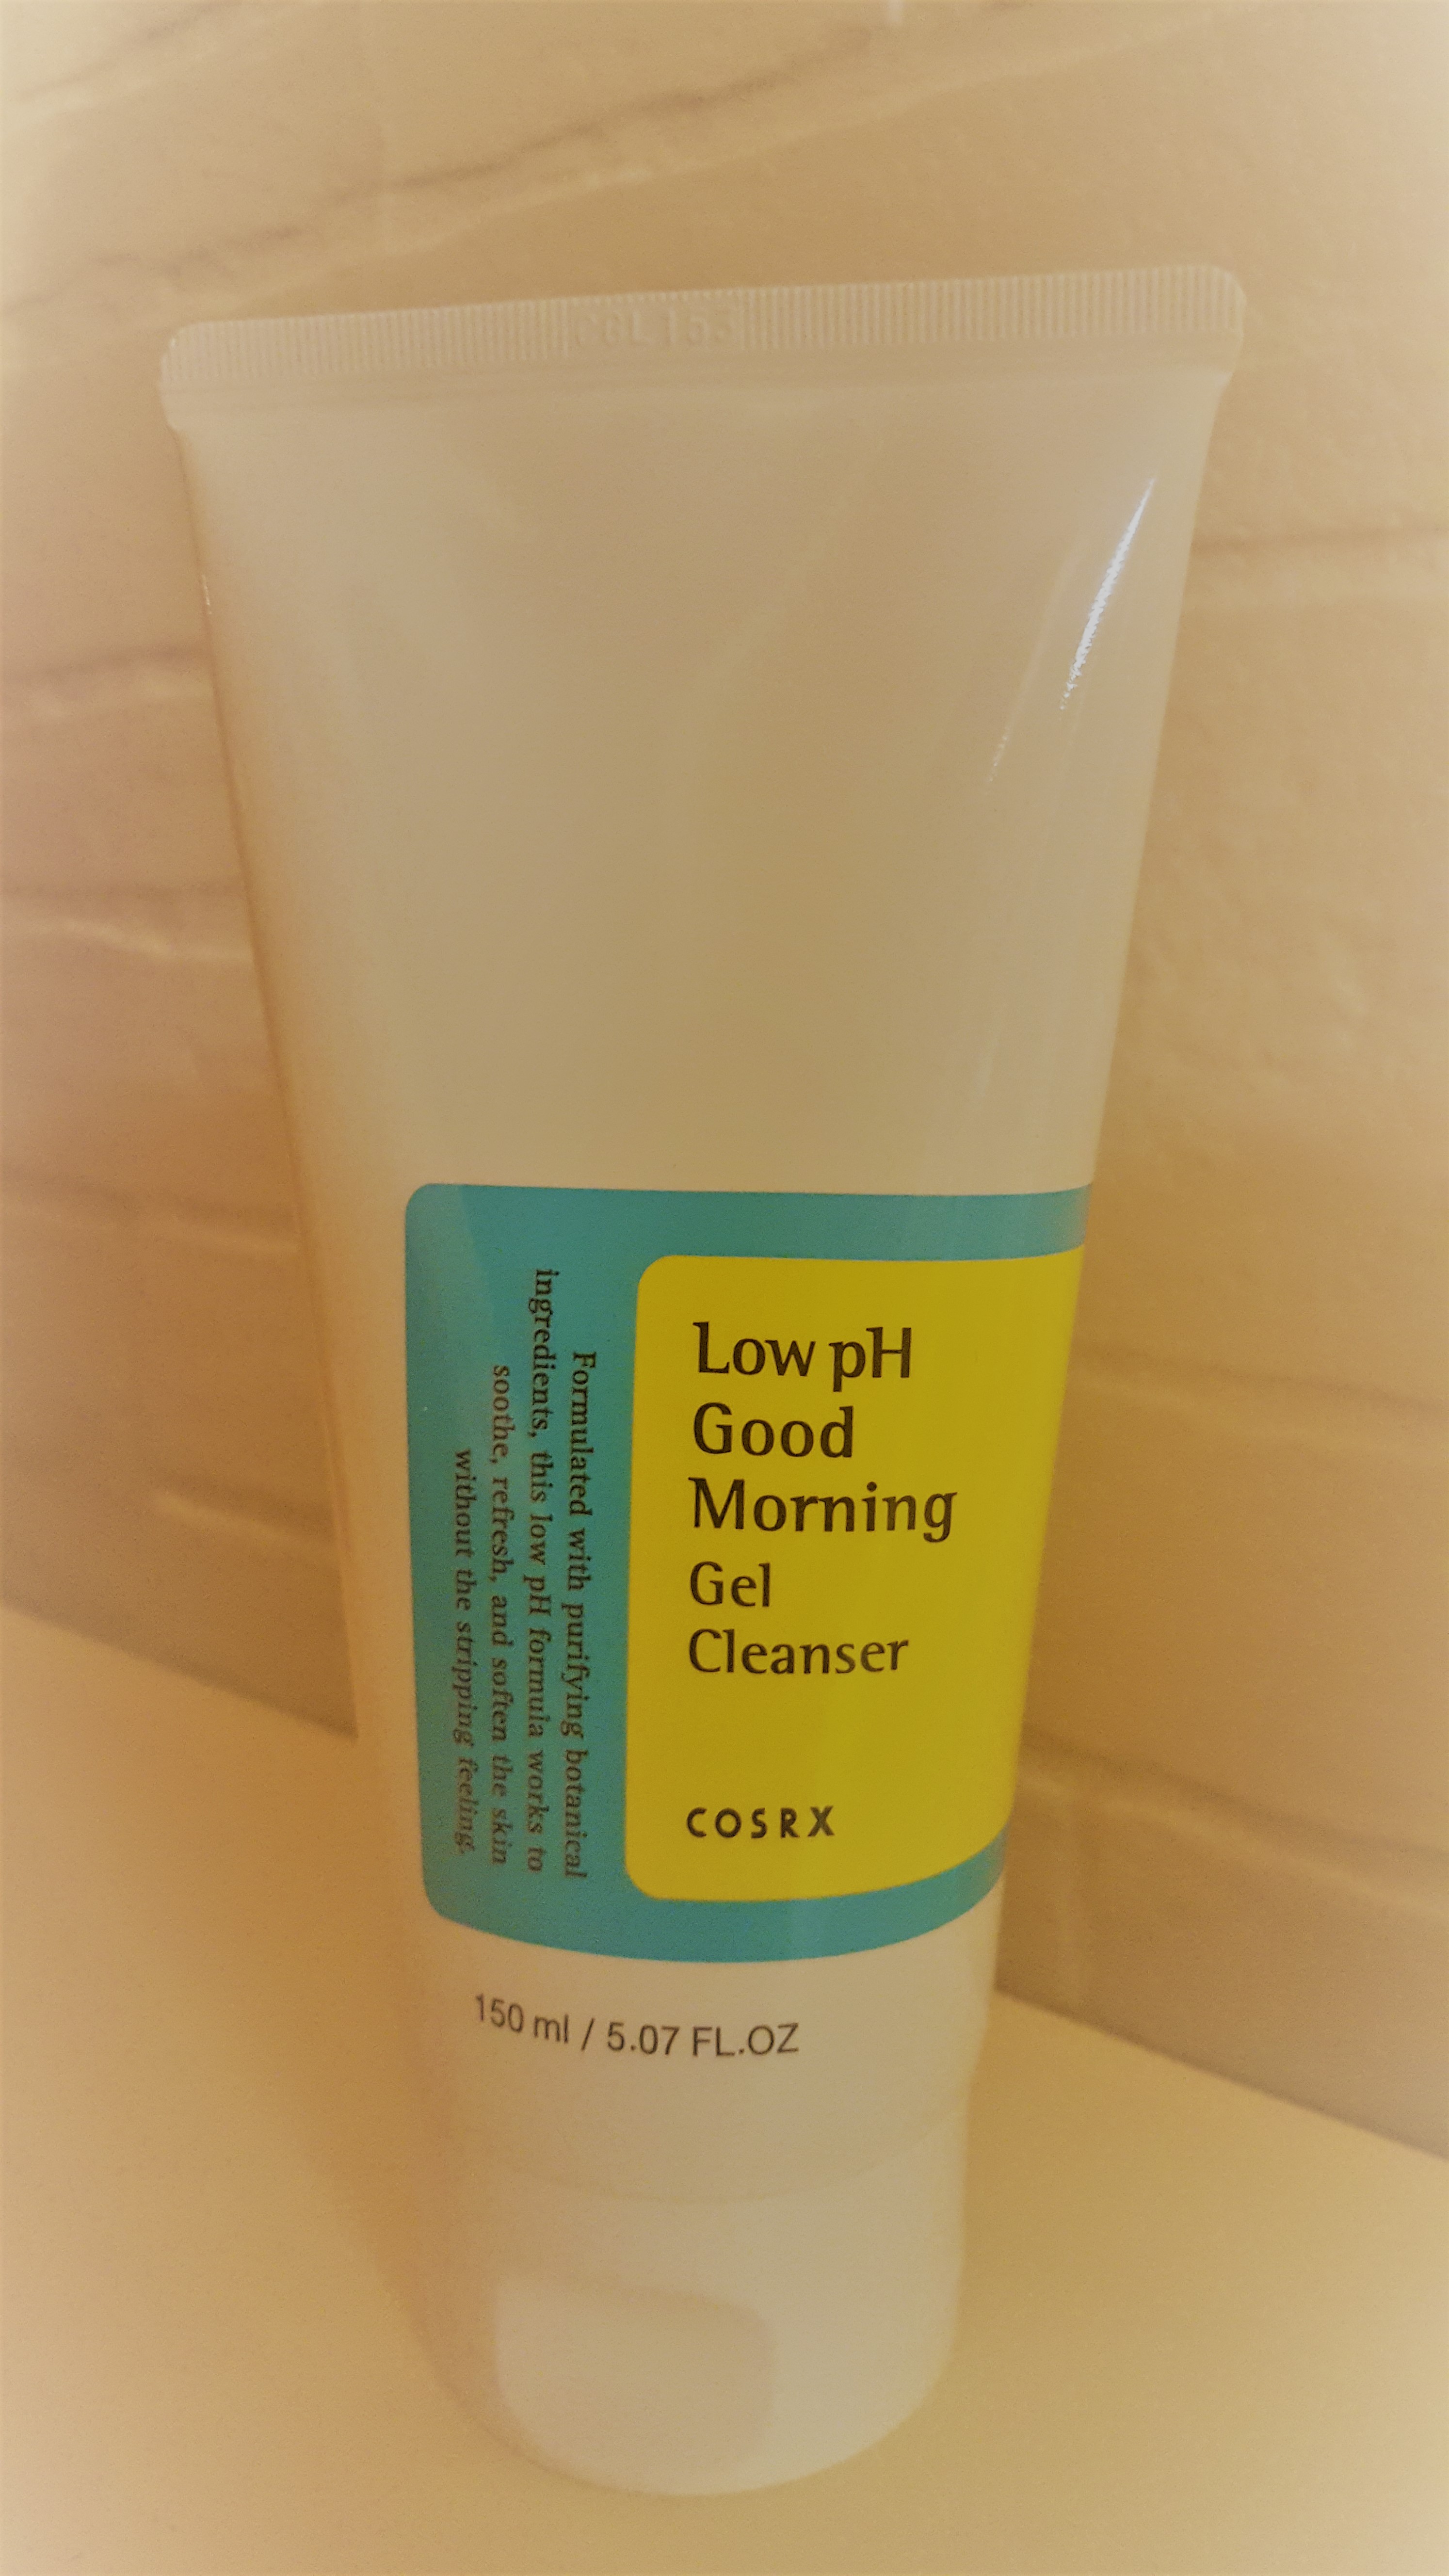 Low pH
Good
Morning
Gel
Cleanser
COSRX
Formulated with purifying botanical
ingredients, this low pH formula works to
soothe, refresh, and soften the skin
without the stripping feeling.
150 ml / 5.07 FL.OZ